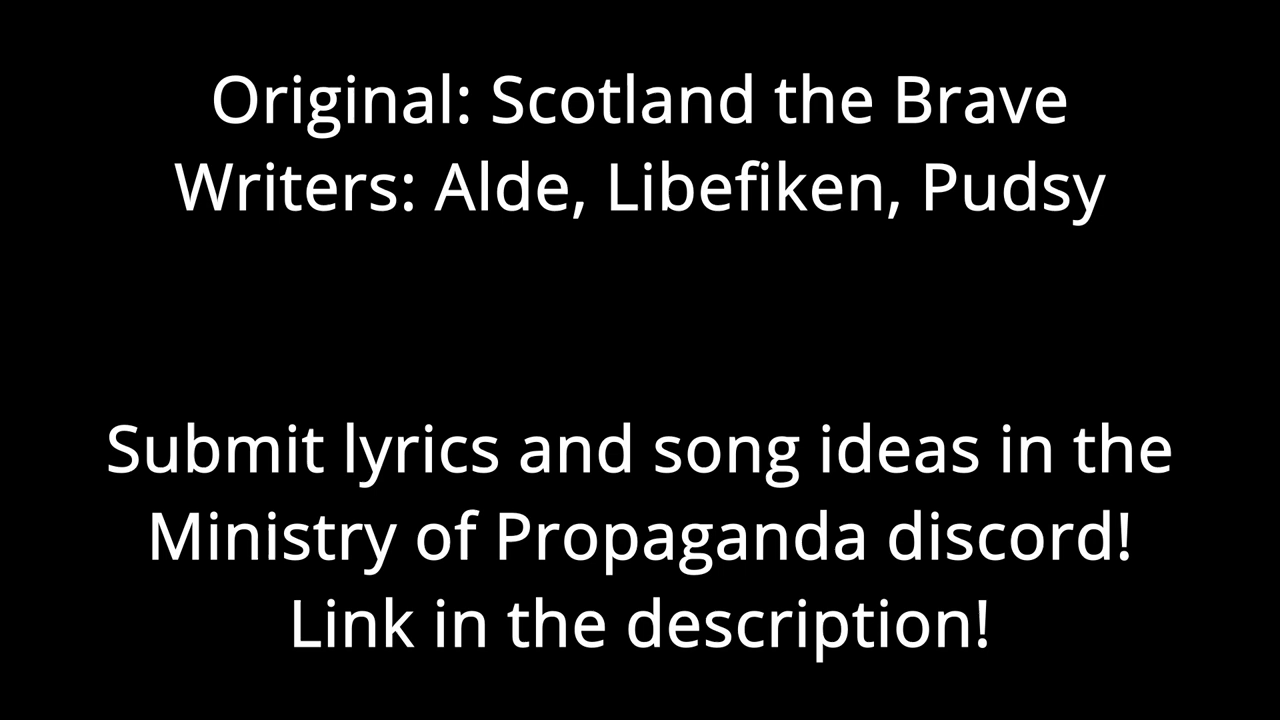 Original: Scotland the Brave
Writers: Alde, Libefiken, Pudsy
Submit lyrics and song ideas in the
Ministry of Propaganda discord!
Link in the description!